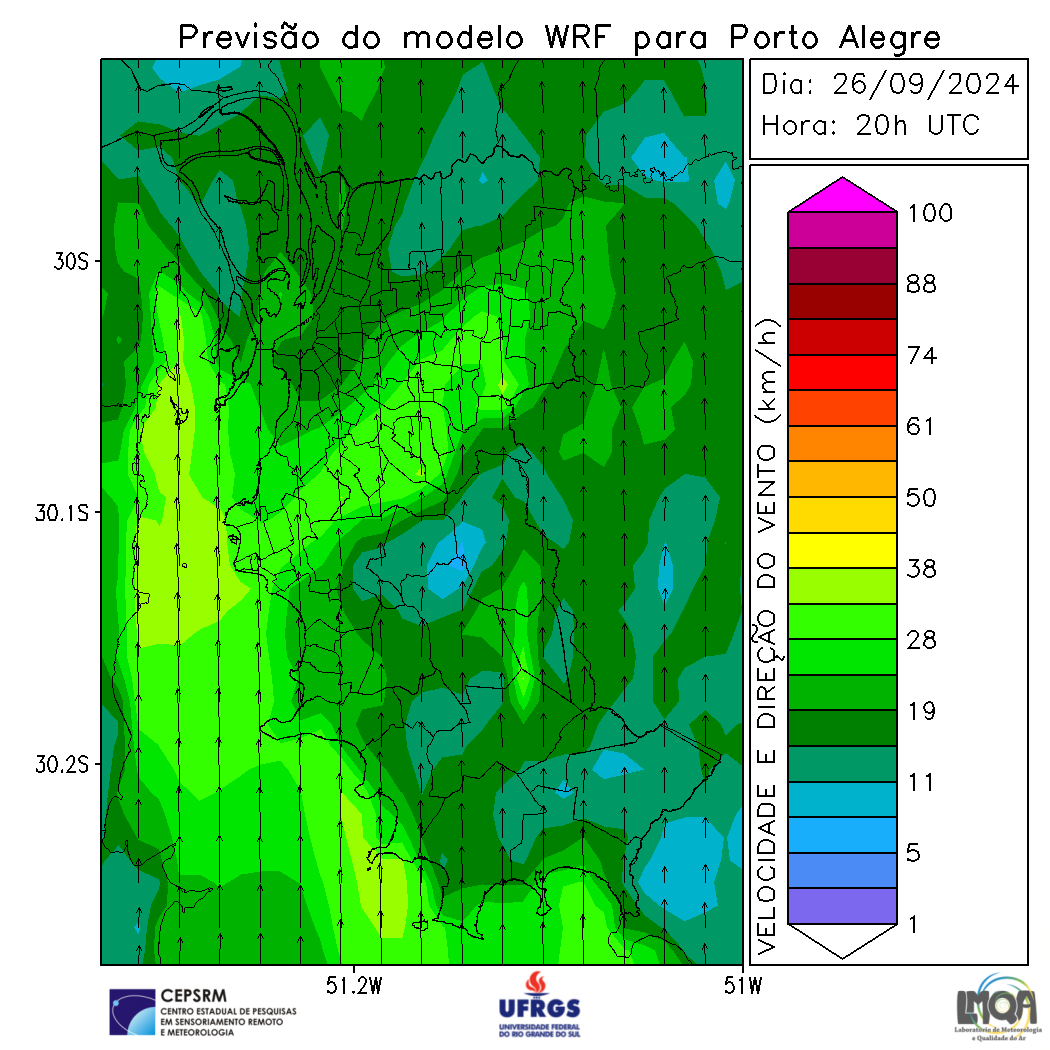 Previsão do modelo WRF para Porto Alegre
Dia: 26/09/2024
Hora: 20h UTC
30S
30.1S
30.2S
51.2W
51W
VELOCIDADE E DIREÇÃO DO VENTO (km/h)
100
88
74
61
50
38
28
19
11
5
1
CEPSRM
CENTRO ESTADUAL DE PESQUISAS
EM SENSORIAMENTO REMOTO
E METEOROLOGIA
UFRGS
UNIVERSIDADE FEDERAL
DO RIO GRANDE DO SUL
LMQA
Laboratório de Meteorologia
e Qualidade do Ar